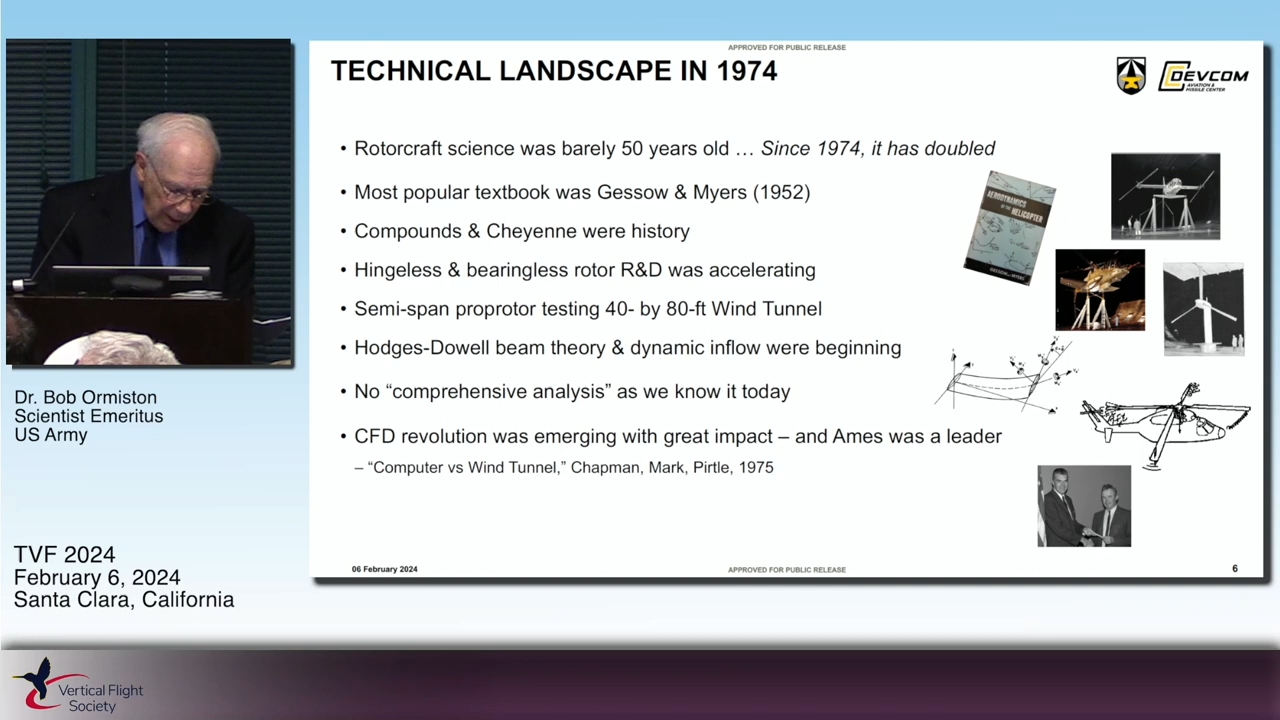 APPROVED FOR PUBLIC RELEASE
TECHNICAL LANDSCAPE IN 1974
DEVCOM
AVIATION &
MISSILE CENTER
• Rotorcraft science was barely 50 years old … Since 1974, it has doubled
• Most popular textbook was Gessow & Myers (1952)
• Compounds & Cheyenne were history
• Hingeless & bearingless rotor R&D was accelerating
• Semi-span proprotor testing 40- by 80-ft Wind Tunnel
• Hodges-Dowell beam theory & dynamic inflow were beginning
• No “comprehensive analysis” as we know it today
• CFD revolution was emerging with great impact – and Ames was a leader
– “Computer vs Wind Tunnel,” Chapman, Mark, Pirtle, 1975
AERODYNAMICS
OF THE HELICOPTER
GESSOW AND MYERS
06 February 2024
APPROVED FOR PUBLIC RELEASE
6
Dr. Bob Ormiston
Scientist Emeritus
US Army
TVF 2024
February 6, 2024
Santa Clara, California
Vertical Flight
Society